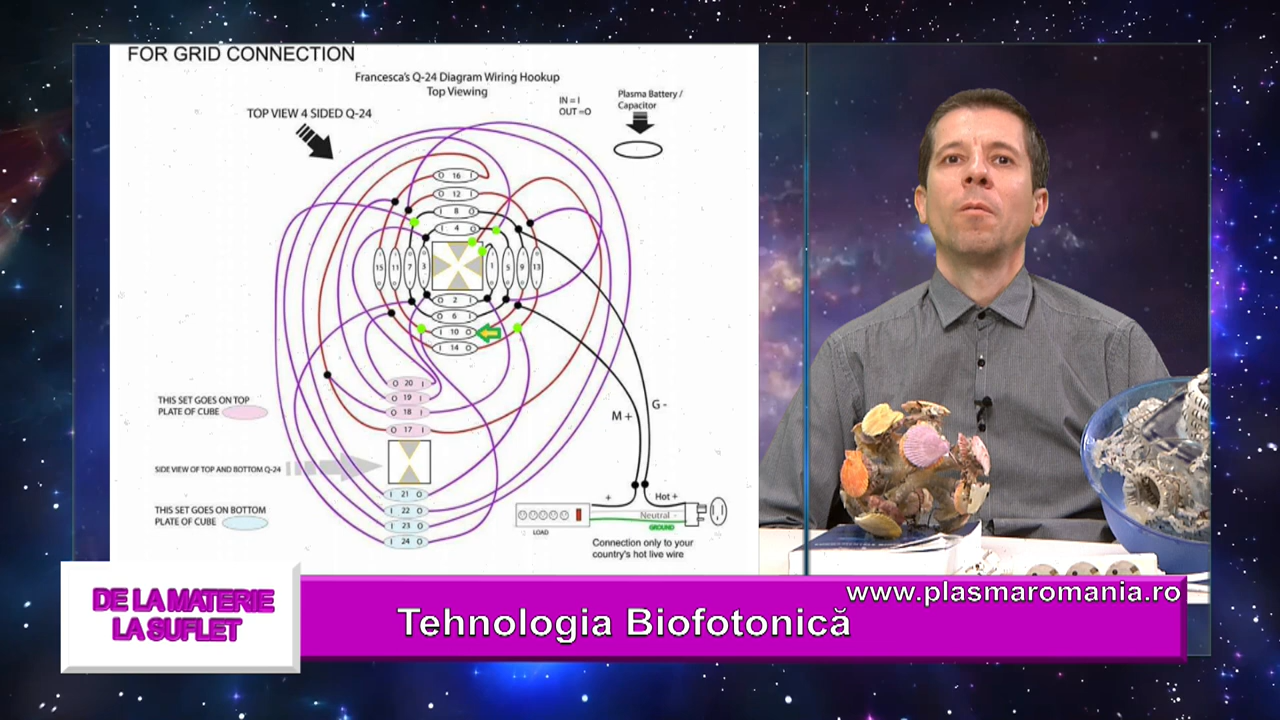 FOR GRID CONNECTION
Francesca's Q-24 Diagram Wiring Hookup
Top Viewing
TOP VIEW 4 SIDED Q-24
IN = I
OUT =O
Plasma Battery /
Capacitor
O 16 I
O 12 I
I 8 O
I 4 O
15 11 7 3
1 5 9 13
O 2 I
O 6 I
I 10 O
I 14 O
O 20 I
O 19 I
O 18 I
O 17 I
THIS SET GOES ON TOP
PLATE OF CUBE
SIDE VIEW OF TOP AND BOTTOM Q-24
THIS SET GOES ON BOTTOM
PLATE OF CUBE
I 21 O
I 22 O
I 23 O
I 24 O
M +
G -
+
Hot +
Neutral -
GROUND
LOAD
Connection only to your
country's hot live wire
DE LA MATERIE
LA SUFLET
www.plasmaromania.ro
Tehnologia Biofotonică